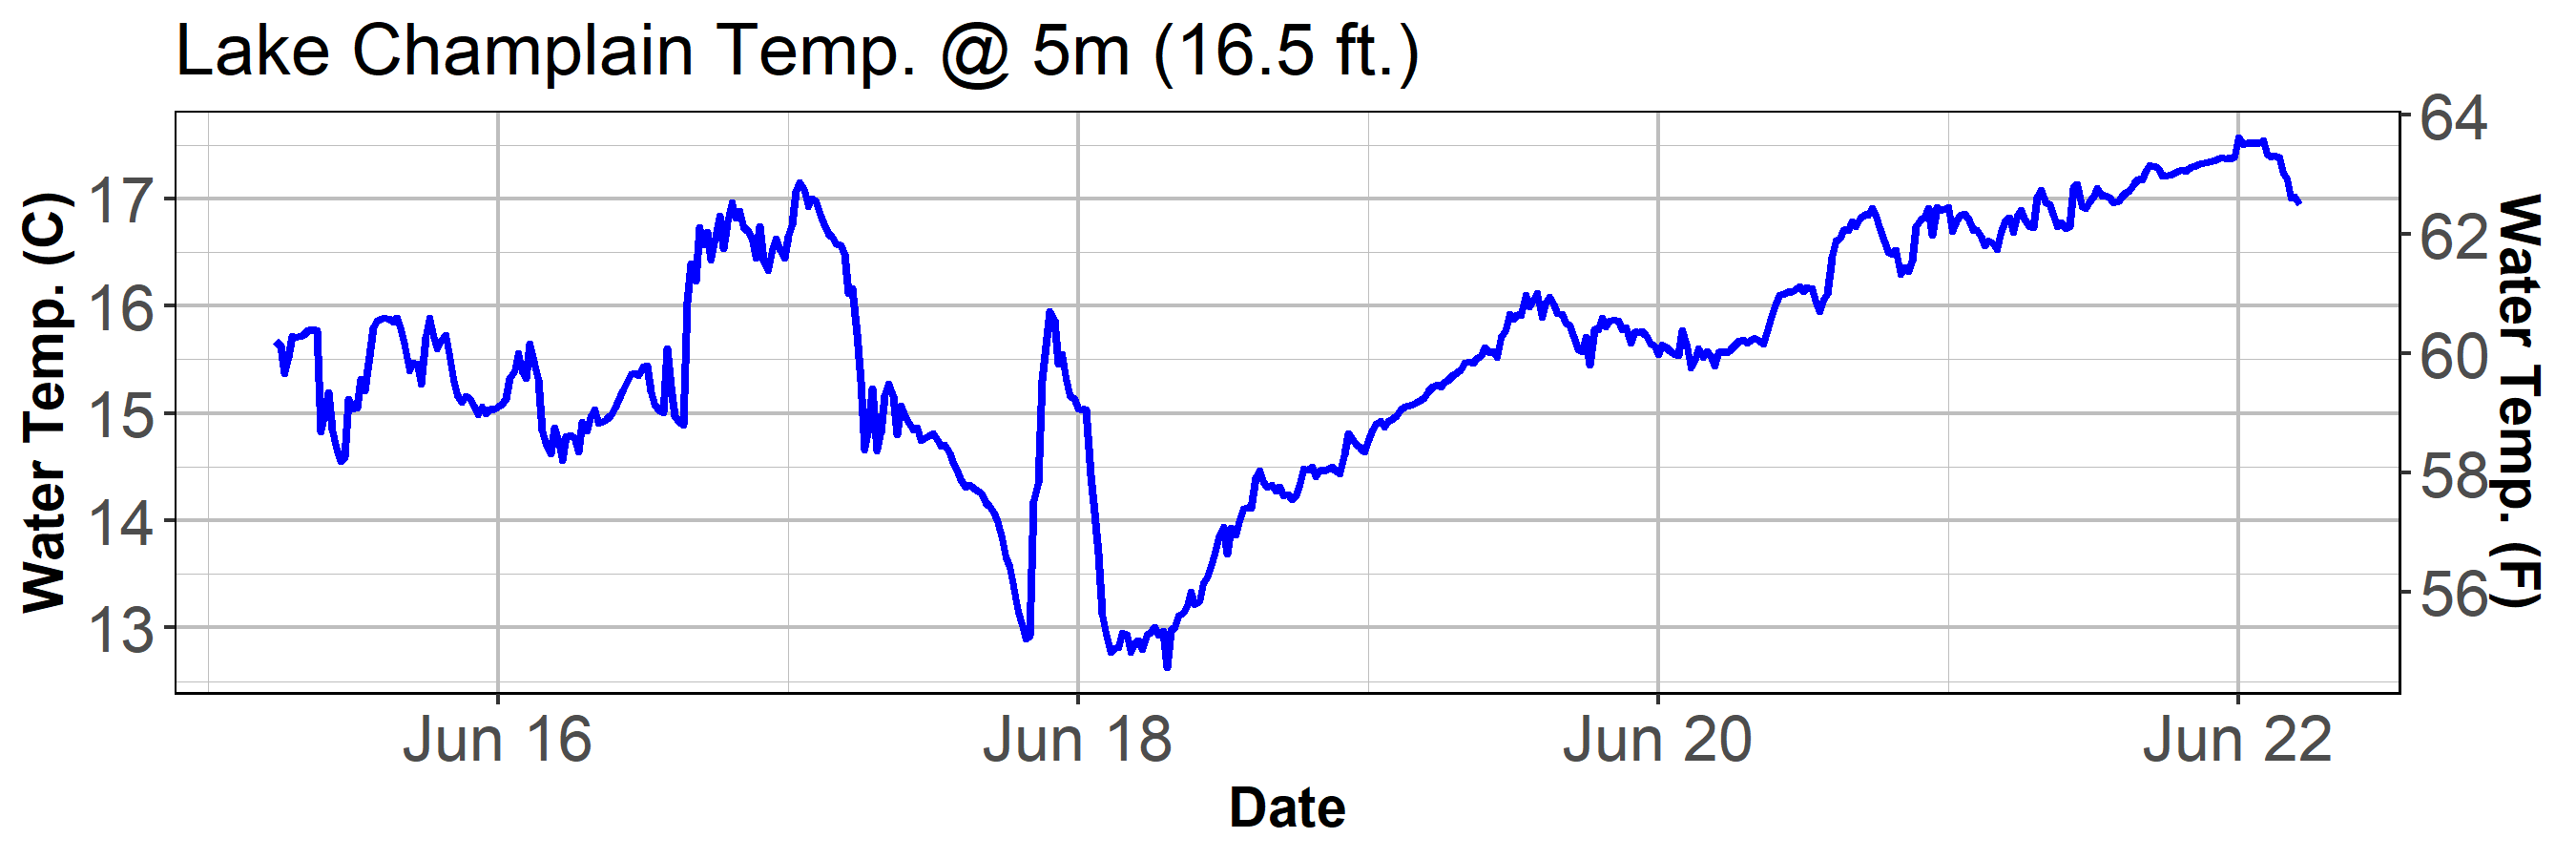 Lake Champlain Temp. @ 5m (16.5 ft.)
Water Temp. (C)
17
16
15
14
13
64
62
60
58
56
Water Temp. (F)
Jun 16 Jun 18 Jun 20 Jun 22
Date